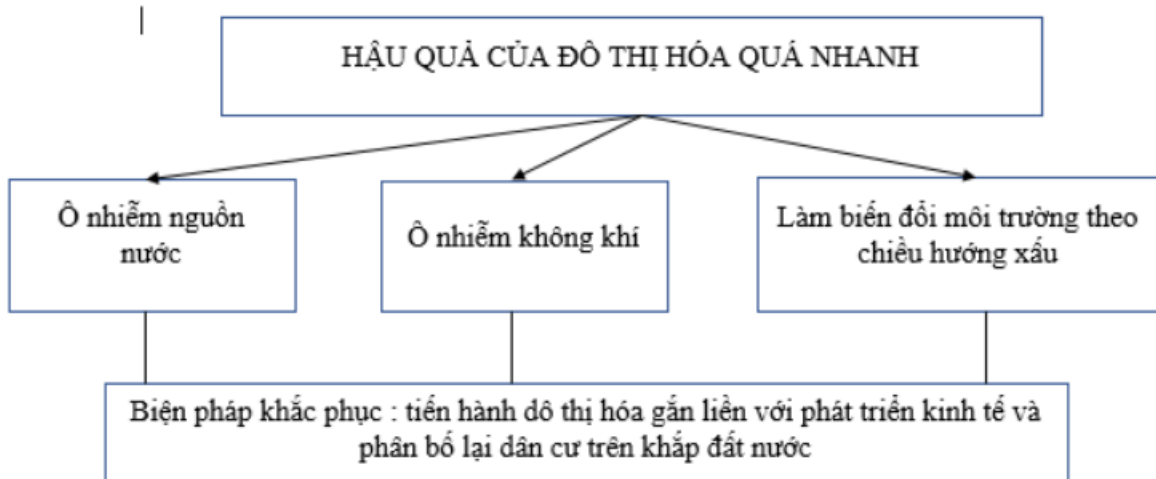 HẬU QUẢ CỦA ĐÔ THỊ HÓA QUÁ NHANH
Ô nhiễm nguồn
nước
Ô nhiễm không khí
Làm biến đổi môi trường theo
chiều hướng xấu
Biện pháp khắc phục : tiến hành dô thị hóa gắn liền với phát triển kinh tế và
phân bố lại dân cư trên khắp đất nước